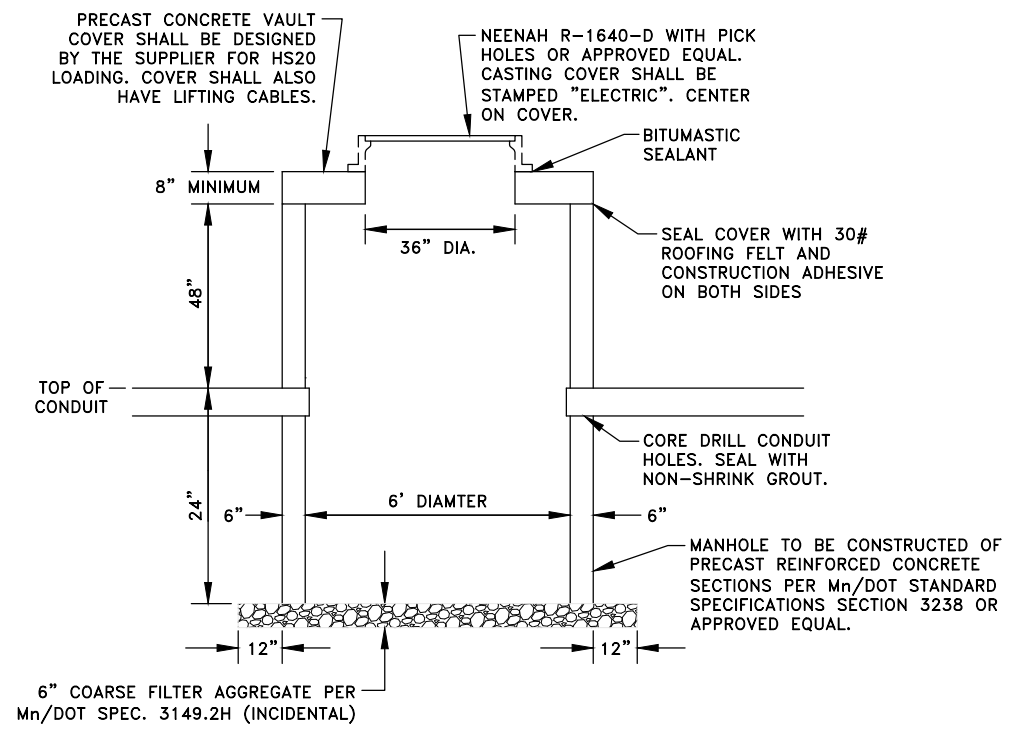 PRECAST CONCRETE VAULT
COVER SHALL BE DESIGNED
BY THE SUPPLIER FOR HS20
LOADING. COVER SHALL ALSO
HAVE LIFTING CABLES.
NEENAH R-1640-D WITH PICK
HOLES OR APPROVED EQUAL.
CASTING COVER SHALL BE
STAMPED "ELECTRIC". CENTER
ON COVER.
BITUMASTIC
SEALANT
8" MINIMUM
36" DIA.
SEAL COVER WITH 30#
ROOFING FELT AND
CONSTRUCTION ADHESIVE
ON BOTH SIDES
48"
TOP OF
CONDUIT
CORE DRILL CONDUIT
HOLES. SEAL WITH
NON-SHRINK GROUT.
24"
6"
6' DIAMTER
6"
MANHOLE TO BE CONSTRUCTED OF
PRECAST REINFORCED CONCRETE
SECTIONS PER Mn/DOT STANDARD
SPECIFICATIONS SECTION 3238 OR
APPROVED EQUAL.
12"
12"
6" COARSE FILTER AGGREGATE PER
Mn/DOT SPEC. 3149.2H (INCIDENTAL)